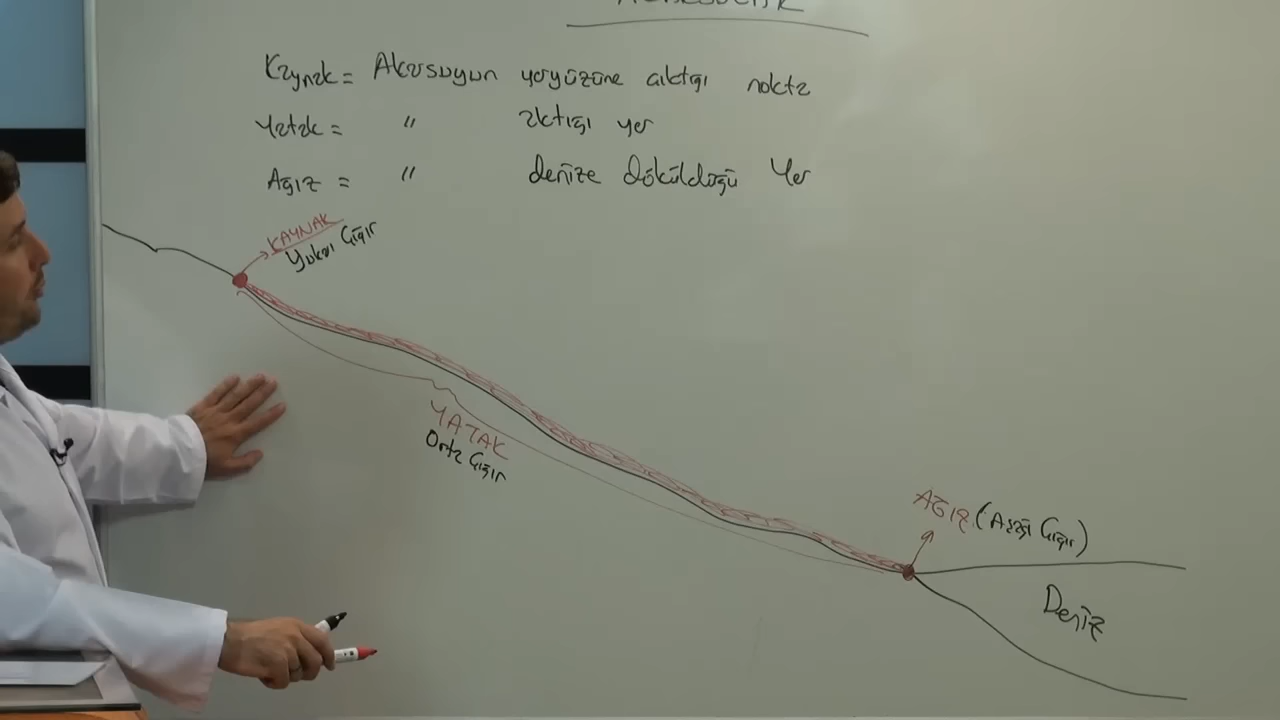 Kaynak = Akarsuyun yeryüzüne çıktığı nokta
Yatak = " aktığı yer
Ağız = " denize döküldüğü Yer
KAYNAK
Yukarı Çığır
YATAK
Orta Çığır
AĞIZ (Aşağı Çığır)
Deniz